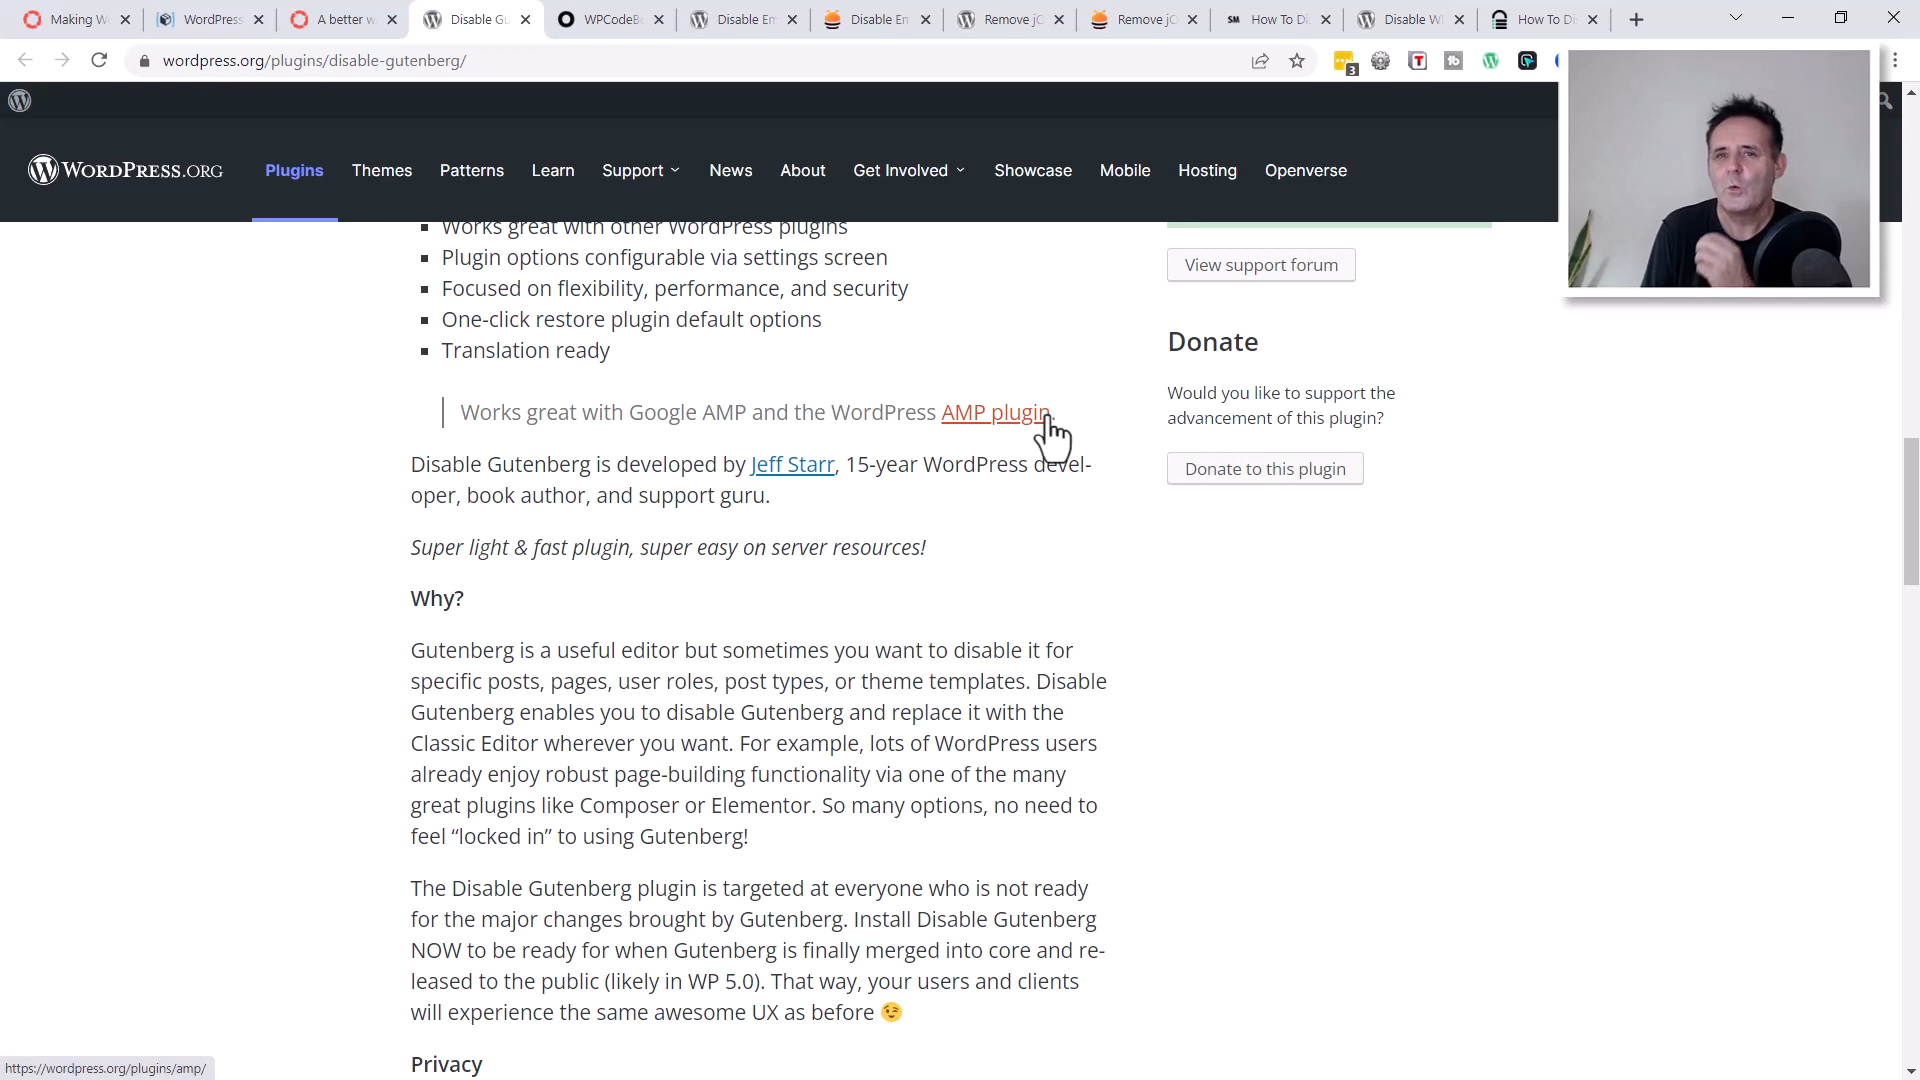 Making W
WordPress
A better w
Disable Gu
WPCodeB
Disable Em
Disable Em
Remove jQ
Remove jQ
SM How To Di
Disable W
How To Di
wordpress.org/plugins/disable-gutenberg/
3
T
tb
WORDPRESS.ORG
Plugins
Themes
Patterns
Learn
Support
News
About
Get Involved
Showcase
Mobile
Hosting
Openverse
Works great with other WordPress plugins
Plugin options configurable via settings screen
Focused on flexibility, performance, and security
One-click restore plugin default options
Translation ready
Works great with Google AMP and the WordPress AMP plugin.
Disable Gutenberg is developed by Jeff Starr, 15-year WordPress devel-
oper, book author, and support guru.
Super light & fast plugin, super easy on server resources!
Why?
Gutenberg is a useful editor but sometimes you want to disable it for
specific posts, pages, user roles, post types, or theme templates. Disable
Gutenberg enables you to disable Gutenberg and replace it with the
Classic Editor wherever you want. For example, lots of WordPress users
already enjoy robust page-building functionality via one of the many
great plugins like Composer or Elementor. So many options, no need to
feel “locked in” to using Gutenberg!
The Disable Gutenberg plugin is targeted at everyone who is not ready
for the major changes brought by Gutenberg. Install Disable Gutenberg
NOW to be ready for when Gutenberg is finally merged into core and re-
leased to the public (likely in WP 5.0). That way, your users and clients
will experience the same awesome UX as before 😉
Privacy
View support forum
Donate
Would you like to support the
advancement of this plugin?
Donate to this plugin
https://wordpress.org/plugins/amp/